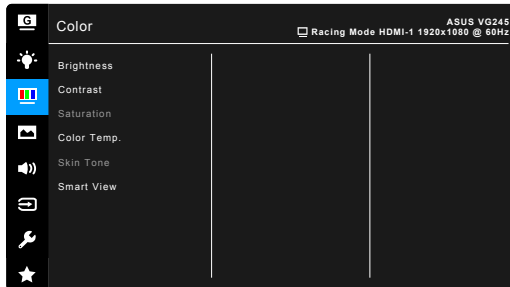 G
Color
ASUS VG245
Racing Mode HDMI-1 1920x1080 @ 60Hz
Brightness
Contrast
Saturation
Color Temp.
Skin Tone
Smart View